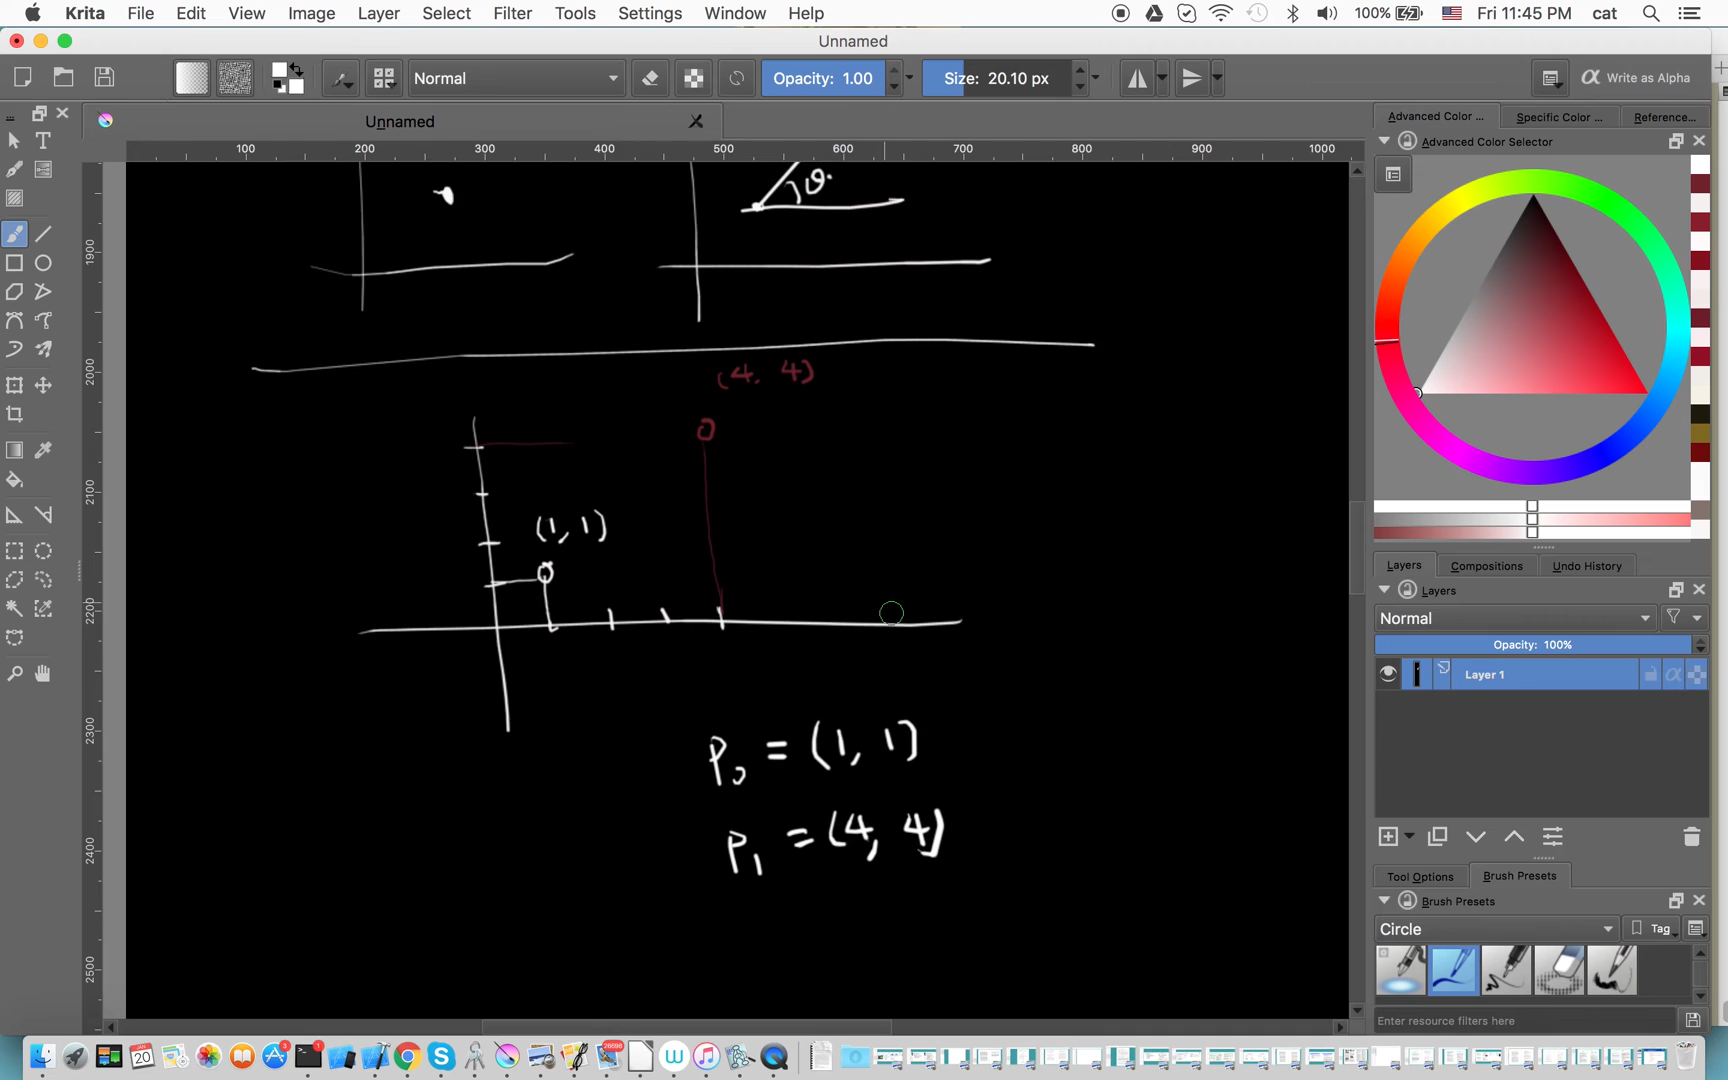 Krita File Edit View Image Layer Select Filter Tools Settings Window Help 100% Fri 11:45 PM cat
Unnamed
Normal Opacity: 1.00 Size: 20.10 px Write as Alpha
Unnamed
Advanced Color ... Specific Color ... Reference...
Advanced Color Selector
100 200 300 400 500 600 700 800 900 1000
1900
2000
2100
2200
2300
2400
2500
θ.
(4. 4)
(1, 1)
P0 = (1, 1)
P1 = (4, 4)
Layers Compositions Undo History
Layers
Normal
Opacity: 100%
Layer 1
Tool Options Brush Presets
Brush Presets
Circle Tag
Enter resource filters here